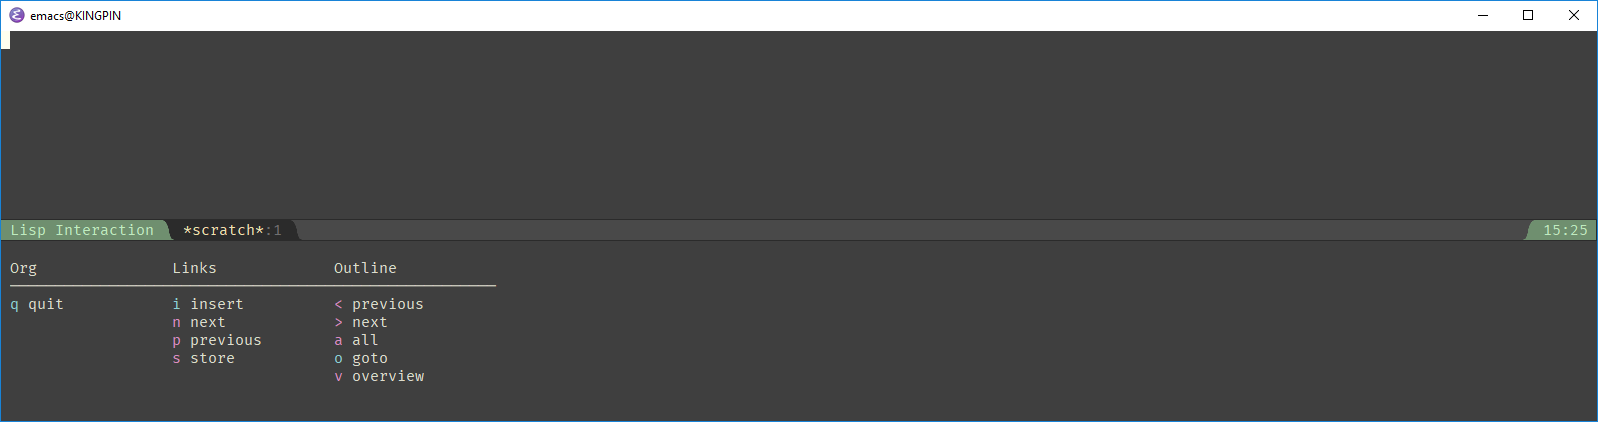 emacs@KINGPIN
Lisp Interaction *scratch*:1 15:25
Org Links Outline
q quit i insert < previous
n next > next
p previous a all
s store o goto
v overview